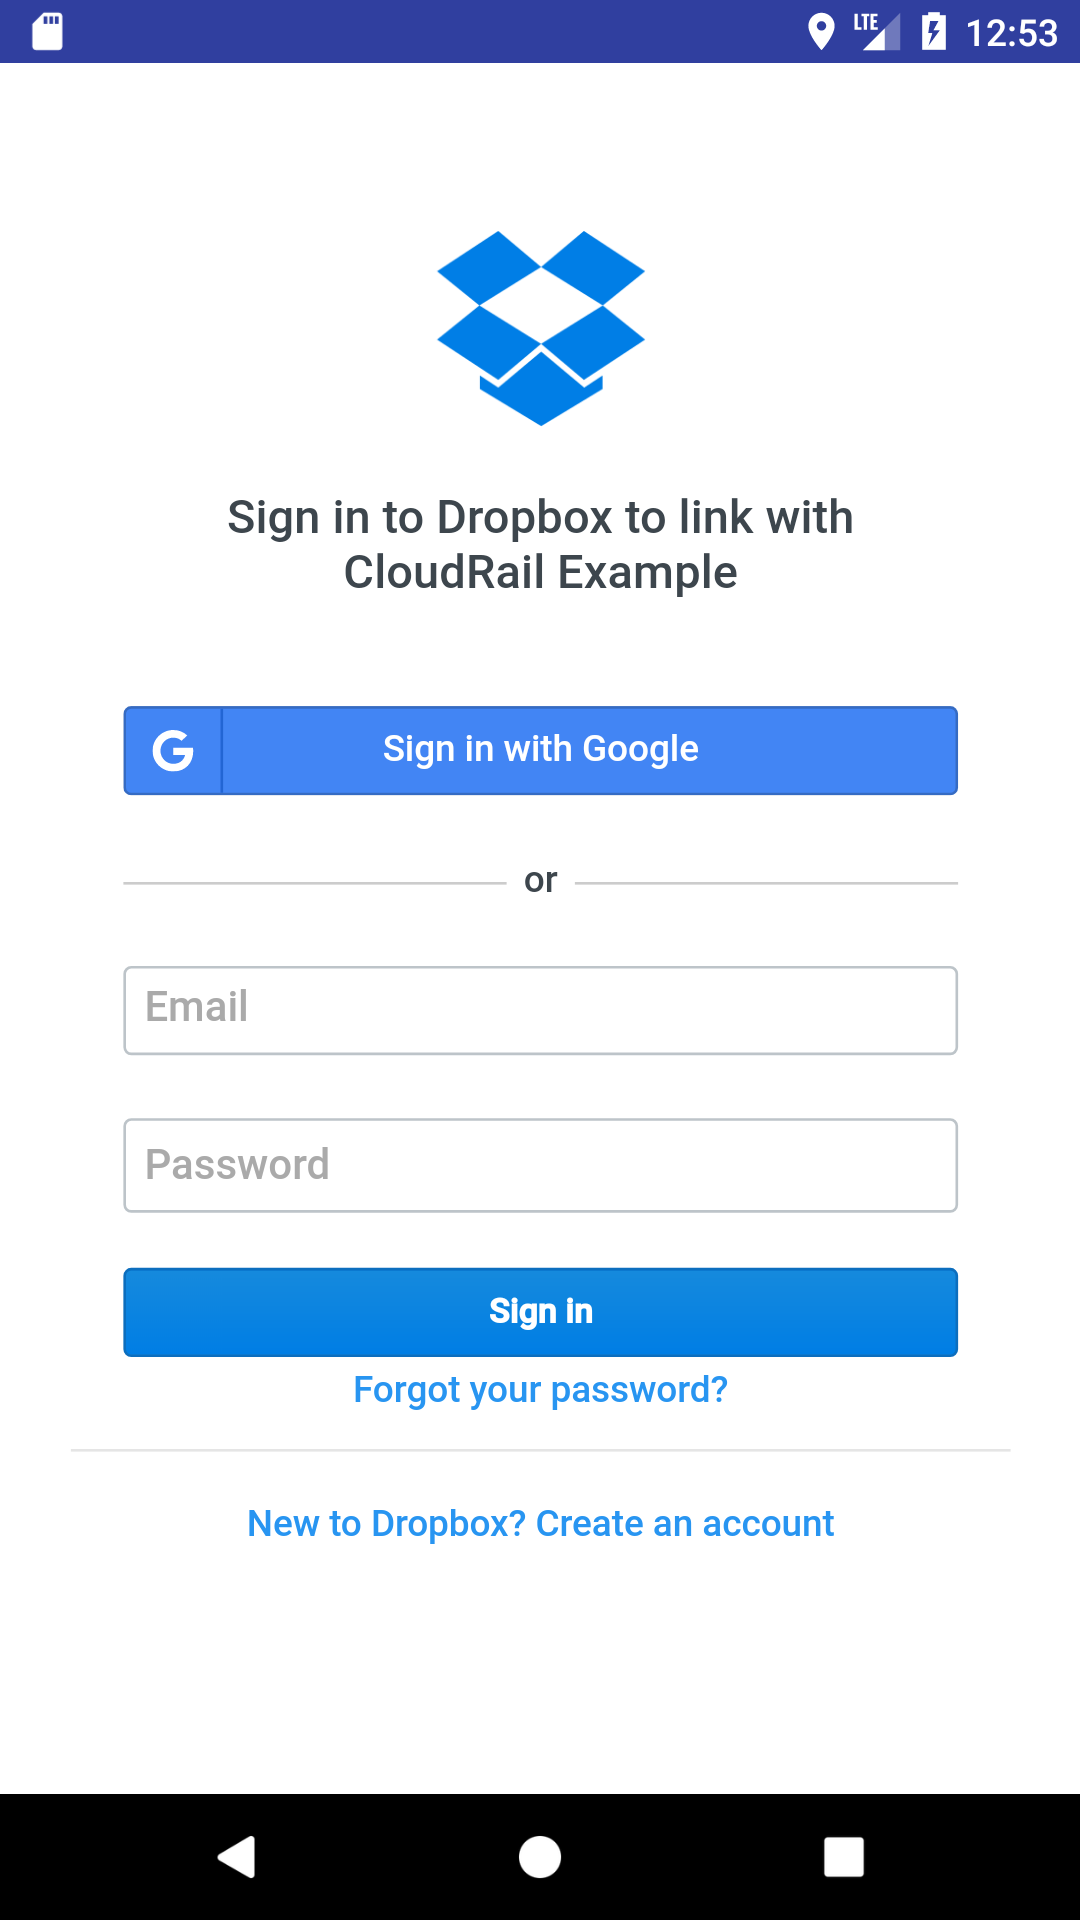 LTE 12:53
Sign in to Dropbox to link with
CloudRail Example
G Sign in with Google
or
Email
Password
Sign in
Forgot your password?
New to Dropbox? Create an account